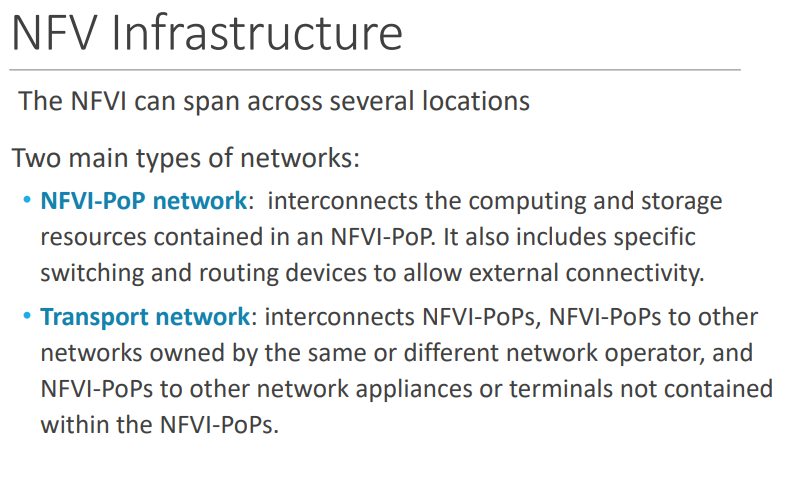 NFV Infrastructure
The NFVI can span across several locations
Two main types of networks:
• NFVI-PoP network:  interconnects the computing and storage
resources contained in an NFVI-PoP. It also includes specific
switching and routing devices to allow external connectivity.
• Transport network: interconnects NFVI-PoPs, NFVI-PoPs to other
networks owned by the same or different network operator, and
NFVI-PoPs to other network appliances or terminals not contained
within the NFVI-PoPs.